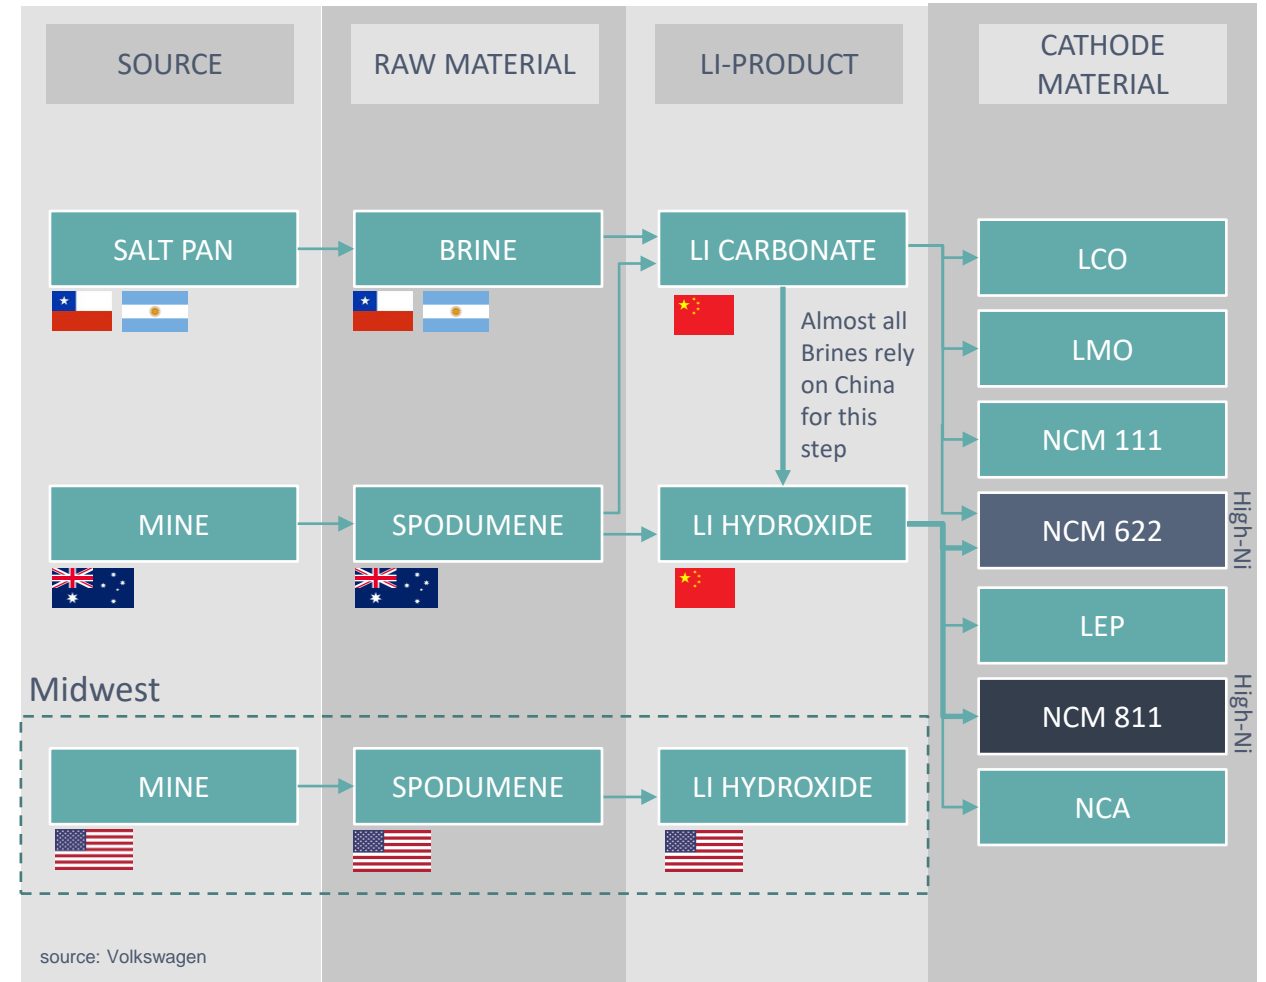 SOURCE
RAW MATERIAL
LI-PRODUCT
CATHODE
MATERIAL
SALT PAN
BRINE
LI CARBONATE
LCO
Almost all
Brines rely
on China
for this
step
LMO
NCM 111
MINE
SPODUMENE
LI HYDROXIDE
NCM 622
High-Ni
LEP
Midwest
NCM 811
High-Ni
MINE
SPODUMENE
LI HYDROXIDE
NCA
source: Volkswagen